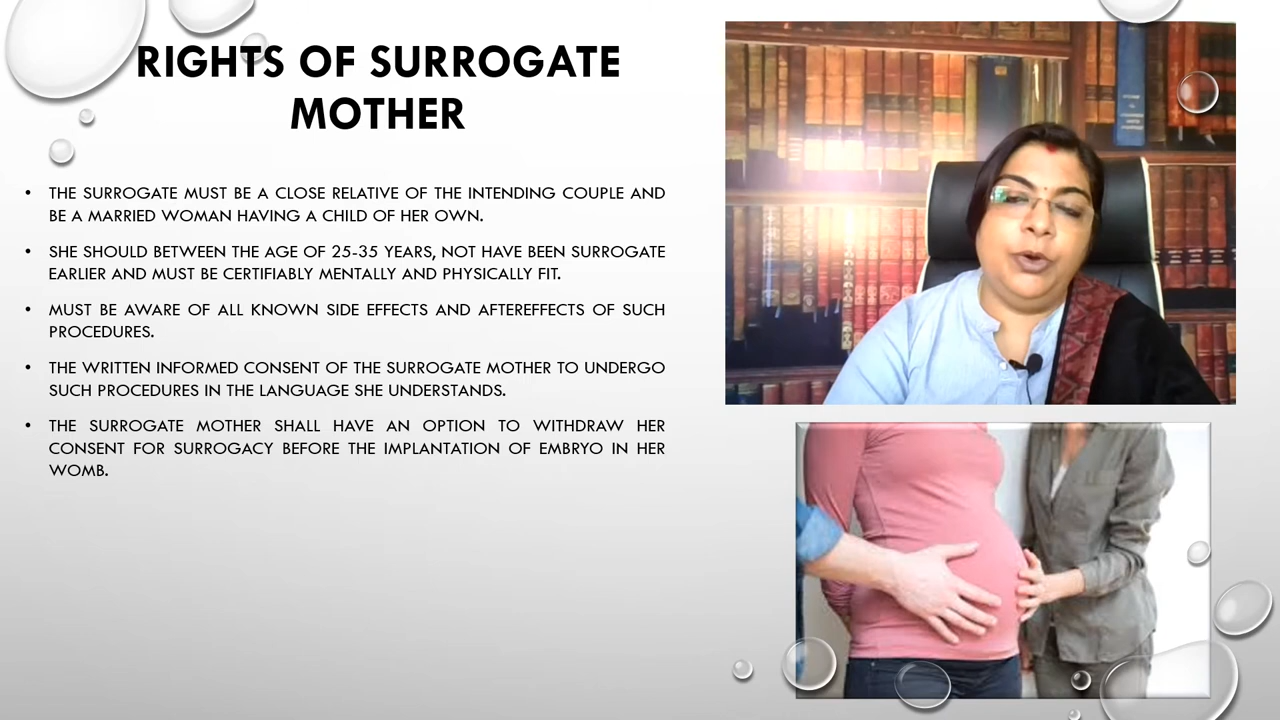 RIGHTS OF SURROGATE
MOTHER
• THE SURROGATE MUST BE A CLOSE RELATIVE OF THE INTENDING COUPLE AND
BE A MARRIED WOMAN HAVING A CHILD OF HER OWN.
• SHE SHOULD BETWEEN THE AGE OF 25-35 YEARS, NOT HAVE BEEN SURROGATE
EARLIER AND MUST BE CERTIFIABLY MENTALLY AND PHYSICALLY FIT.
• MUST BE AWARE OF ALL KNOWN SIDE EFFECTS AND AFTEREFFECTS OF SUCH
PROCEDURES.
• THE WRITTEN INFORMED CONSENT OF THE SURROGATE MOTHER TO UNDERGO
SUCH PROCEDURES IN THE LANGUAGE SHE UNDERSTANDS.
• THE SURROGATE MOTHER SHALL HAVE AN OPTION TO WITHDRAW HER
CONSENT FOR SURROGACY BEFORE THE IMPLANTATION OF EMBRYO IN HER
WOMB.